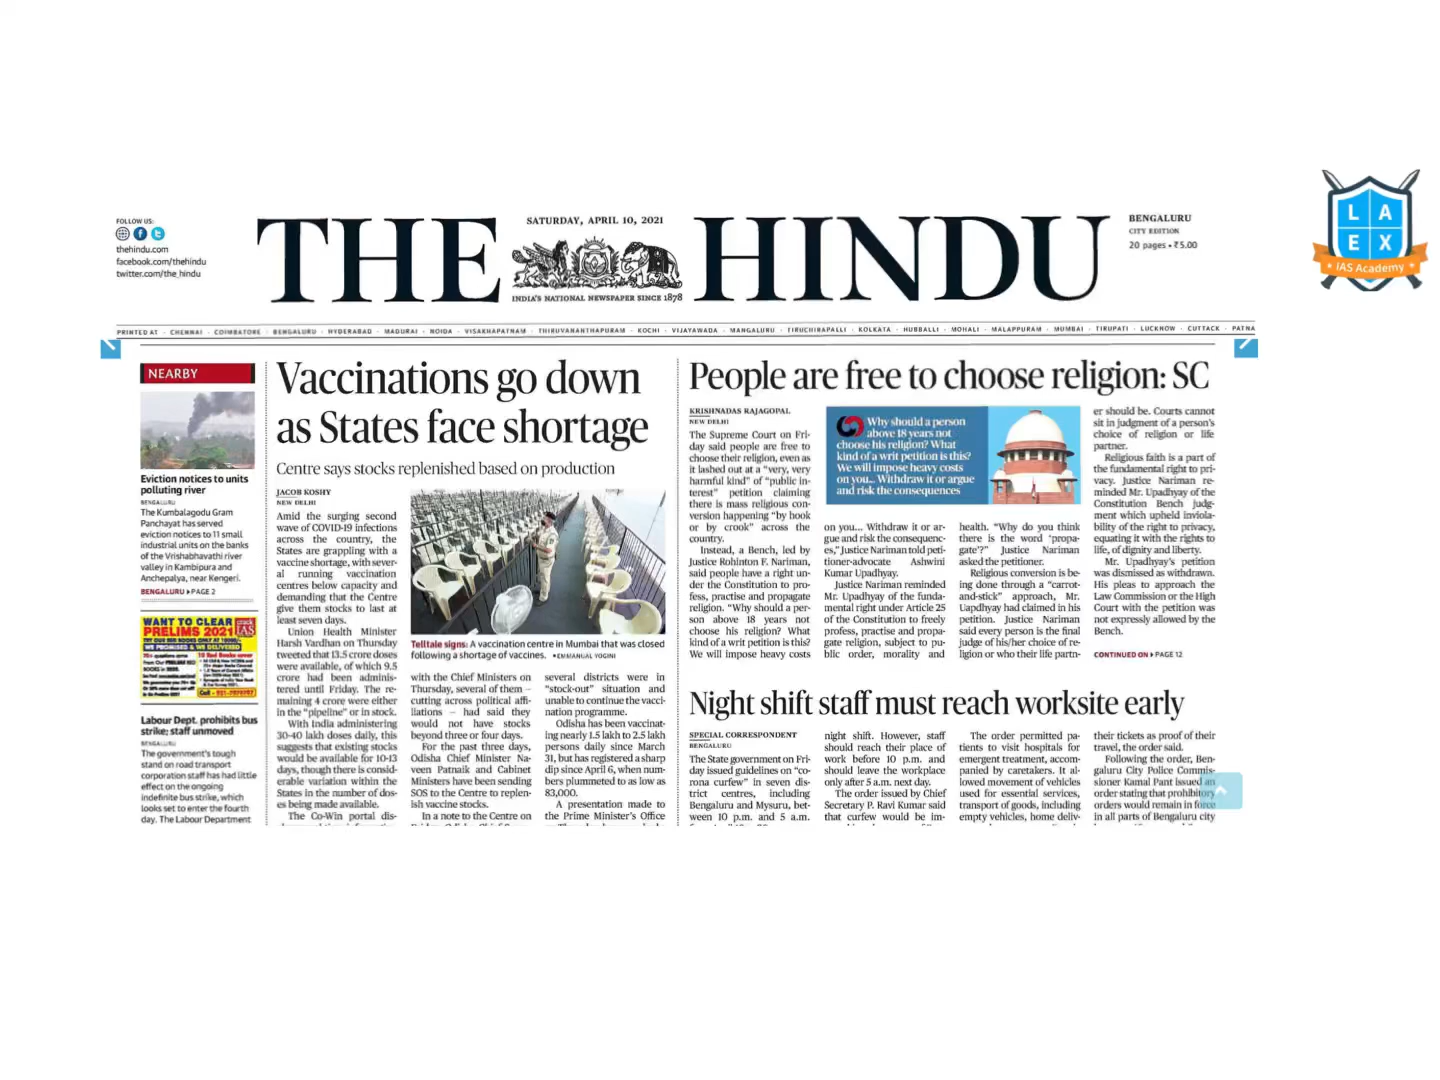 FOLLOW US:
thehindu.com
facebook.com/thehindu
twitter.com/the_hindu
THE HINDU
SATURDAY, APRIL 10, 2021
INDIA'S NATIONAL NEWSPAPER SINCE 1878
BENGALURU
CITY EDITION
20 pages • ₹5.00
L A
E X
IAS Academy
PRINTED AT · CHENNAI · COIMBATORE · BENGALURU · HYDERABAD · MADURAI · NOIDA · VISAKHAPATNAM · THIRUVANANTHAPURAM · KOCHI · VIJAYAWADA · MANGALURU · TIRUCHIRAPALLI · KOLKATA · HUBBALLI · MOHALI · MALAPPURAM · MUMBAI · TIRUPATI · LUCKNOW · CUTTACK · PATNA
NEARBY
Eviction notices to units
polluting river
BENGALURU
The Kumbalagodu Gram
Panchayat has served
eviction notices to 11 small
industrial units on the banks
of the Vrishabhavathi river
valley in Kambipura and
Anchepalya, near Kengeri.
BENGALURU PAGE 2
WANT TO CLEAR
PRELIMS 2021
Labour Dept. prohibits bus
strike; staff unmoved
BENGALURU
The government's tough
stand on road transport
corporation staff has had little
effect on the ongoing
indefinite bus strike, which
looks set to enter the fourth
day. The Labour Department
Vaccinations go down
as States face shortage
Centre says stocks replenished based on production
JACOB KOSHY
NEW DELHI
Amid the surging second
wave of COVID-19 infections
across the country, the
States are grappling with a
vaccine shortage, with sever-
al running vaccination
centres below capacity and
demanding that the Centre
give them stocks to last at
least seven days.
Union Health Minister
Harsh Vardhan on Thursday
tweeted that 13.5 crore doses
were available, of which 9.5
crore had been adminis-
tered until Friday. The re-
maining 4 crore were either
in the "pipeline" or in stock.
With India administering
30-40 lakh doses daily, this
suggests that existing stocks
would be available for 10-13
days, though there is consid-
erable variation within the
States in the number of dos-
es being made available.
The Co-Win portal dis-
Telltale signs: A vaccination centre in Mumbai that was closed
following a shortage of vaccines. • EMMANUAL YOGINI
with the Chief Ministers on
Thursday, several of them –
cutting across political affi-
liations – had said they
would not have stocks
beyond three or four days.
For the past three days,
Odisha Chief Minister Na-
veen Patnaik and Cabinet
Ministers have been sending
SOS to the Centre to replen-
ish vaccine stocks.
In a note to the Centre on
several districts were in
"stock-out" situation and
unable to continue the vacci-
nation programme.
Odisha has been vaccinat-
ing nearly 1.5 lakh to 2.5 lakh
persons daily since March
31, but has registered a sharp
dip since April 6, when num-
bers plummeted to as low as
83,000.
A presentation made to
the Prime Minister's Office
People are free to choose religion: SC
KRISHNADAS RAJAGOPAL
NEW DELHI
The Supreme Court on Fri-
day said people are free to
choose their religion, even as
it lashed out at a "very, very
harmful kind" of "public in-
terest" petition claiming
there is mass religious con-
version happening "by hook
or by crook" across the
country.
Instead, a Bench, led by
Justice Rohinton F. Nariman,
said people have a right un-
der the Constitution to pro-
fess, practise and propagate
religion. "Why should a per-
son above 18 years not
choose his religion? What
kind of a writ petition is this?
We will impose heavy costs
Why should a person
above 18 years not
choose his religion? What
kind of a writ petition is this?
We will impose heavy costs
on you... Withdraw it or argue
and risk the consequences
on you... Withdraw it or ar-
gue and risk the consequenc-
es," Justice Nariman told peti-
tioner-advocate Ashwini
Kumar Upadhyay.
Justice Nariman reminded
Mr. Upadhyay of the funda-
mental right under Article 25
of the Constitution to freely
profess, practise and propa-
gate religion, subject to pu-
blic order, morality and
health. "Why do you think
there is the word 'propa-
gate'?" Justice Nariman
asked the petitioner.
Religious conversion is be-
ing done through a "carrot-
and-stick" approach, Mr.
Uapdhyay had claimed in his
petition. Justice Nariman
said every person is the final
judge of his/her choice of re-
ligion or who their life partn-
er should be. Courts cannot
sit in judgment of a person's
choice of religion or life
partner.
Religious faith is a part of
the fundamental right to pri-
vacy. Justice Nariman re-
minded Mr. Upadhyay of the
Constitution Bench judg-
ment which upheld inviola-
bility of the right to privacy,
equating it with the rights to
life, of dignity and liberty.
Mr. Upadhyay's petition
was dismissed as withdrawn.
His pleas to approach the
Law Commission or the High
Court with the petition was
not expressly allowed by the
Bench.
CONTINUED ON PAGE 12
Night shift staff must reach worksite early
SPECIAL CORRESPONDENT
BENGALURU
The State government on Fri-
day issued guidelines on "co-
rona curfew" in seven dis-
trict centres, including
Bengaluru and Mysuru, bet-
ween 10 p.m. and 5 a.m.
night shift. However, staff
should reach their place of
work before 10 p.m. and
should leave the workplace
only after 5 a.m. next day.
The order issued by Chief
Secretary P. Ravi Kumar said
that curfew would be im-
The order permitted pa-
tients to visit hospitals for
emergent treatment, accom-
panied by caretakers. It al-
lowed movement of vehicles
used for essential services,
transport of goods, including
empty vehicles, home deliv-
their tickets as proof of their
travel, the order said.
Following the order, Ben-
galuru City Police Commis-
sioner Kamal Pant issued an
order stating that prohibitory
orders would remain in force
in all parts of Bengaluru city